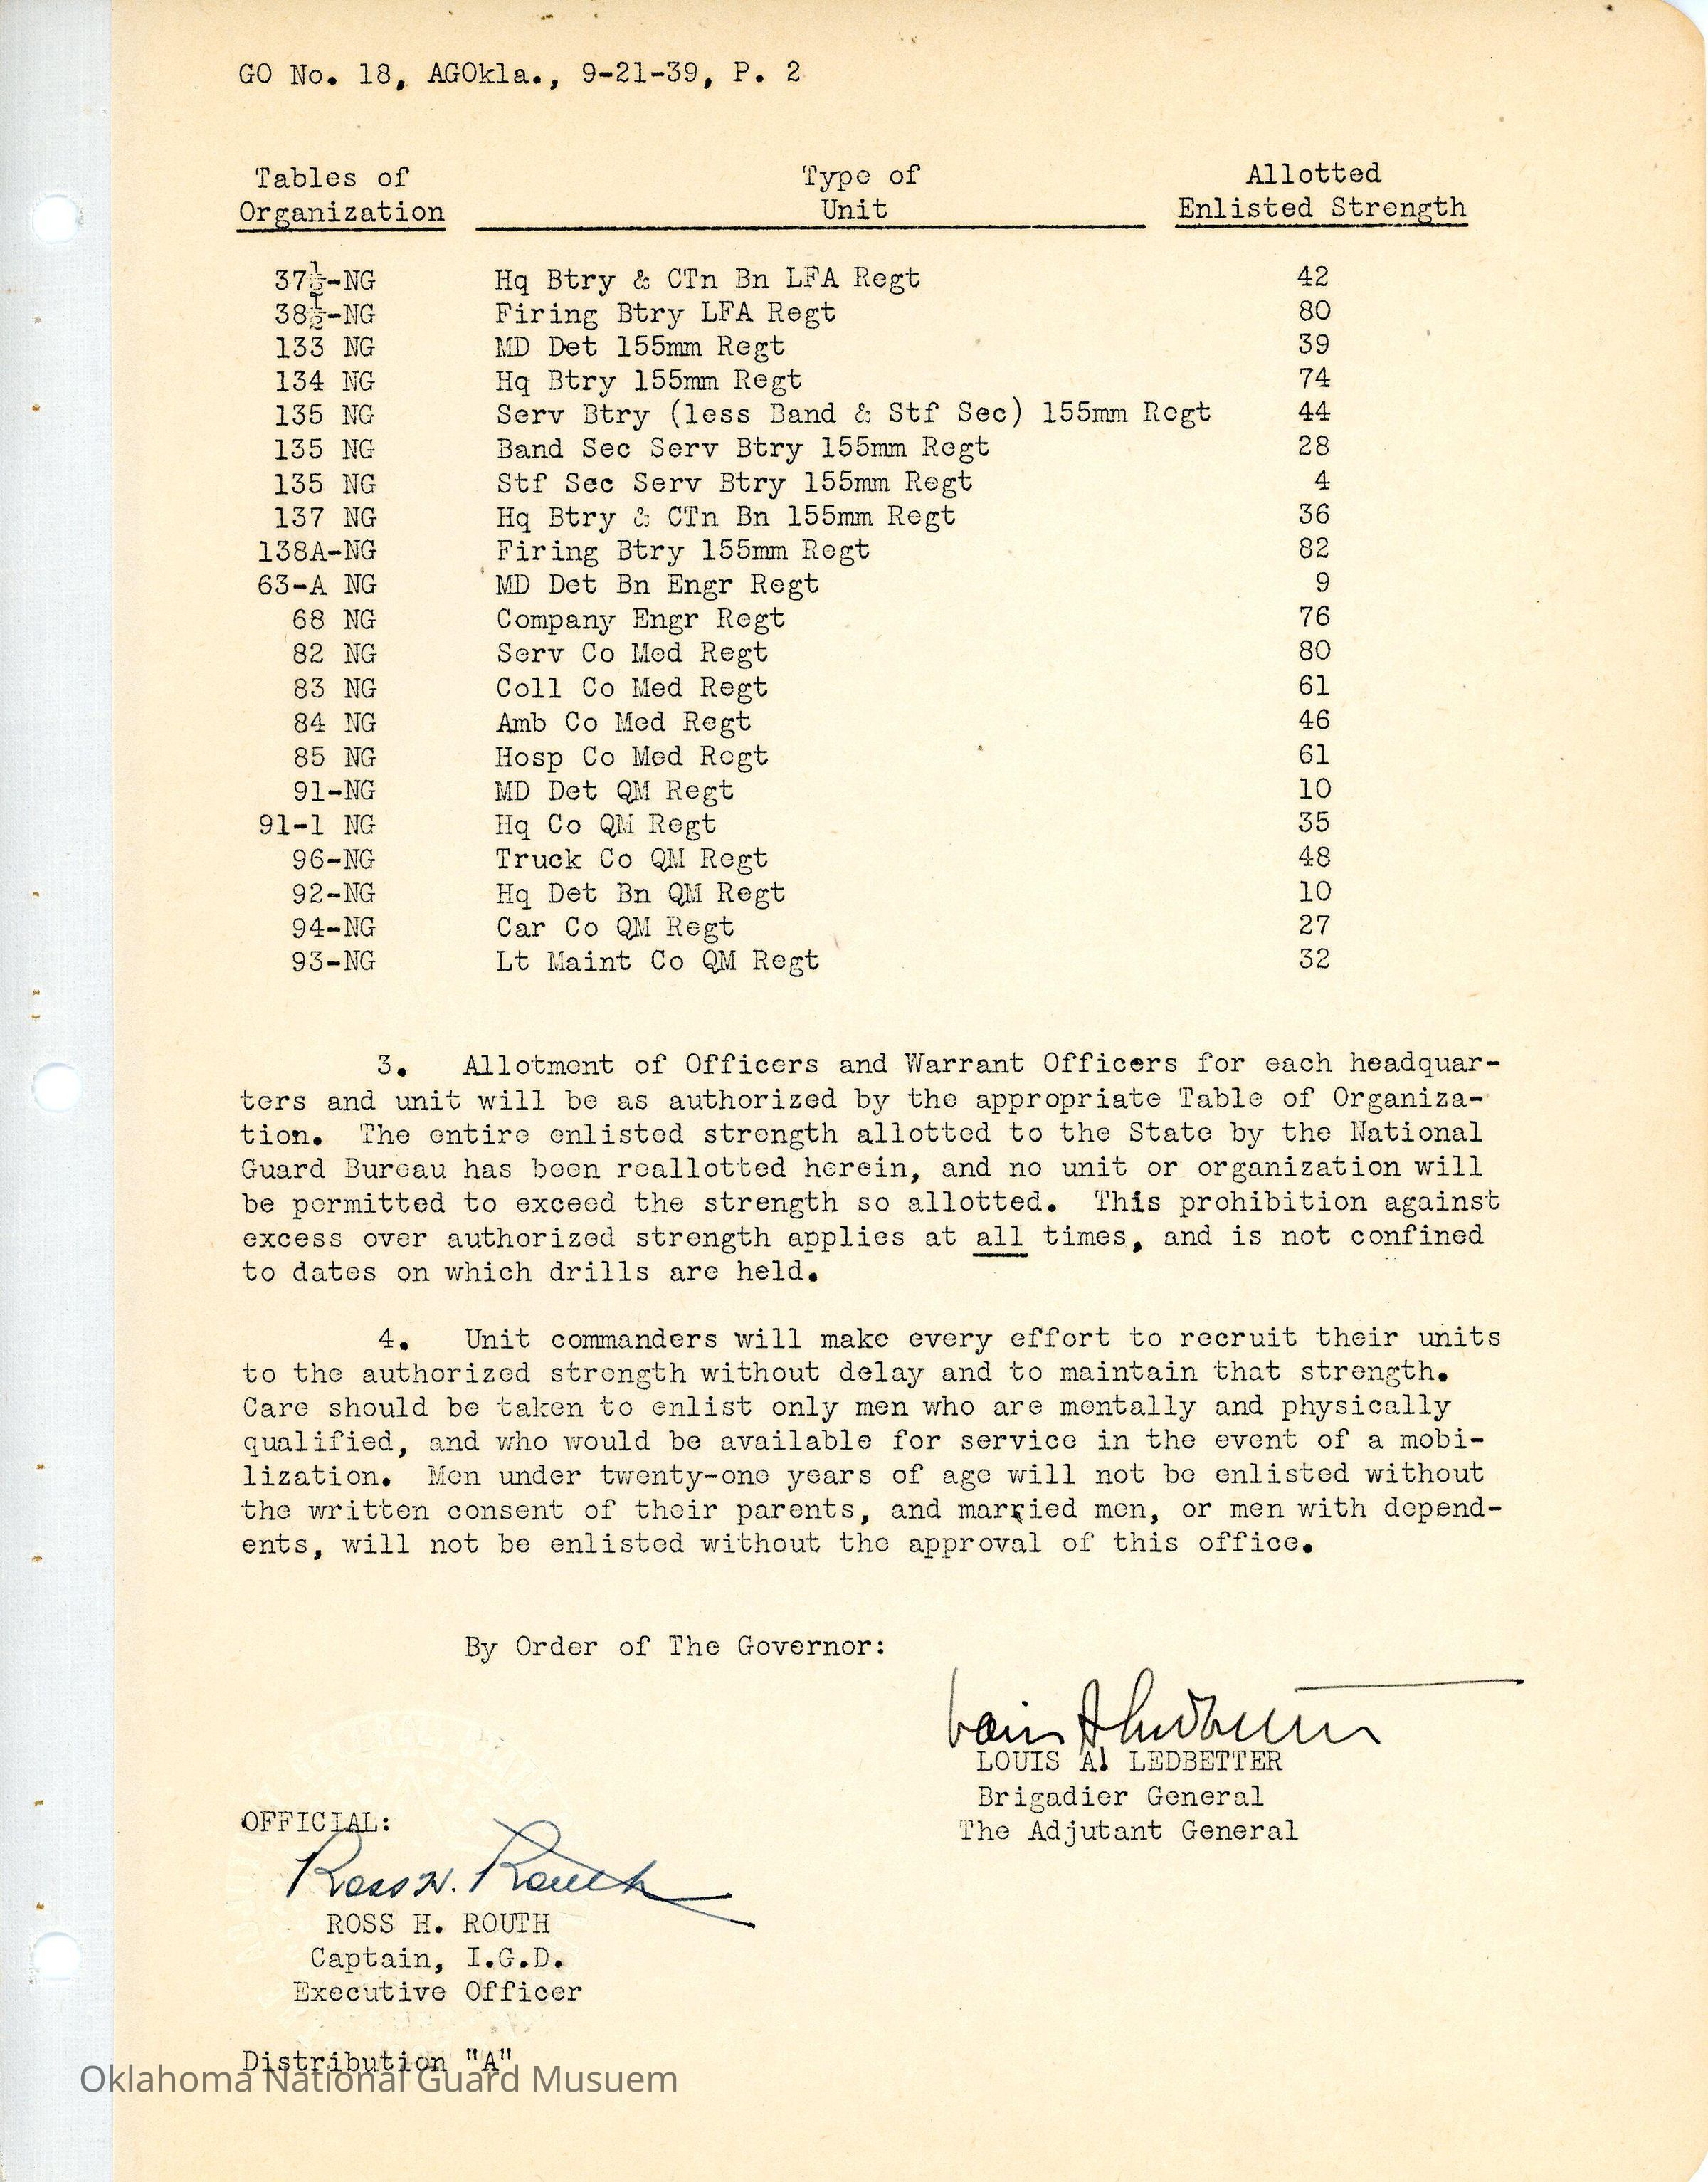 GO No. 18, AGOkla., 9-21-39, P. 2
Tables of Organization Type of Unit Allotted Enlisted Strength
37½-NG Hq Btry & CTn Bn LFA Regt 42
38½-NG Firing Btry LFA Regt 80
133 NG MD Det 155mm Regt 39
134 NG Hq Btry 155mm Regt 74
135 NG Serv Btry (less Band & Stf Sec) 155mm Regt 44
135 NG Band Sec Serv Btry 155mm Regt 28
135 NG Stf Sec Serv Btry 155mm Regt 4
137 NG Hq Btry & CTn Bn 155mm Regt 36
138A-NG Firing Btry 155mm Regt 82
63-A NG MD Det Bn Engr Regt 9
68 NG Company Engr Regt 76
82 NG Serv Co Med Regt 80
83 NG Coll Co Med Regt 61
84 NG Amb Co Med Regt 46
85 NG Hosp Co Med Regt 61
91-NG MD Det QM Regt 10
91-1 NG Hq Co QM Regt 35
96-NG Truck Co QM Regt 48
92-NG Hq Det Bn QM Regt 10
94-NG Car Co QM Regt 27
93-NG Lt Maint Co QM Regt 32
3. Allotment of Officers and Warrant Officers for each headquar-
ters and unit will be as authorized by the appropriate Table of Organiza-
tion. The entire enlisted strength allotted to the State by the National
Guard Bureau has been reallotted herein, and no unit or organization will
be permitted to exceed the strength so allotted. This prohibition against
excess over authorized strength applies at all times, and is not confined
to dates on which drills are held.
4. Unit commanders will make every effort to recruit their units
to the authorized strength without delay and to maintain that strength.
Care should be taken to enlist only men who are mentally and physically
qualified, and who would be available for service in the event of a mobi-
lization. Men under twenty-one years of age will not be enlisted without
the written consent of their parents, and married men, or men with depend-
ents, will not be enlisted without the approval of this office.
By Order of The Governor:
Louis A Ledbetter
LOUIS A. LEDBETTER
Brigadier General
The Adjutant General
OFFICIAL:
Ross H. Routh
ROSS H. ROUTH
Captain, I.G.D.
Executive Officer
Distribution "A"
Oklahoma National Guard Musuem